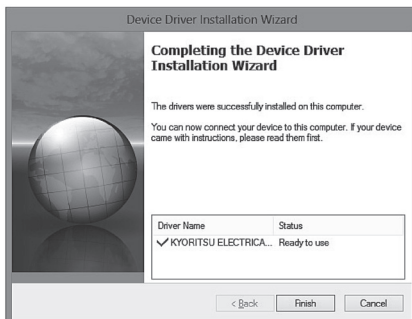 Device Driver Installation Wizard
Completing the Device Driver
Installation Wizard
The drivers were successfully installed on this computer.
You can now connect your device to this computer. If your device
came with instructions, please read them first.
Driver Name Status
KYORITSU ELECTRICA... Ready to use
< Back Finish Cancel